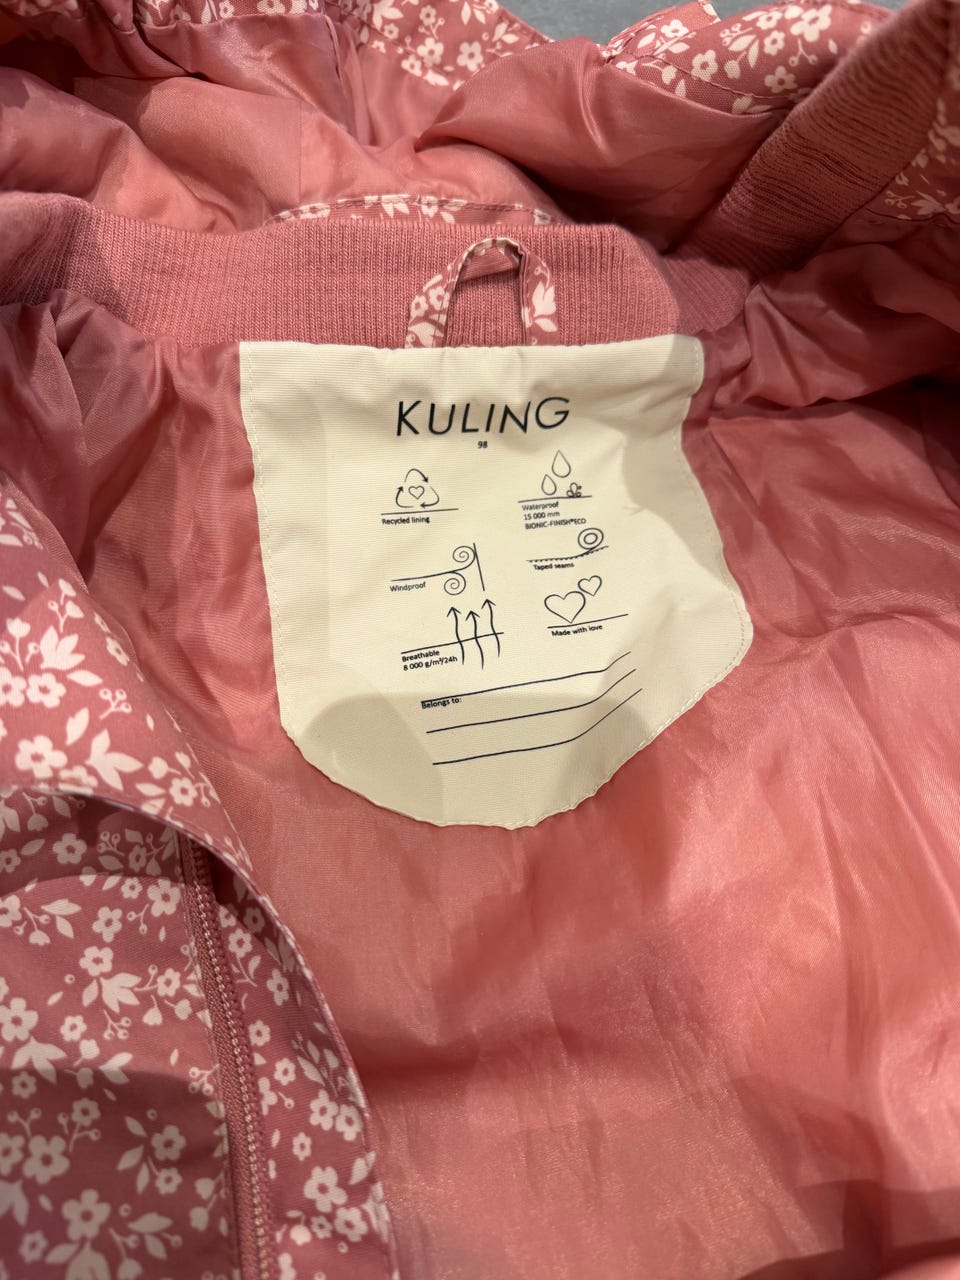 KULING
98
Recycled lining
Waterproof
15 000 mm
BIONIC-FINISH®ECO
Windproof
Taped seams
Breathable
8 000 g/m²/24h
Made with love
Belongs to: